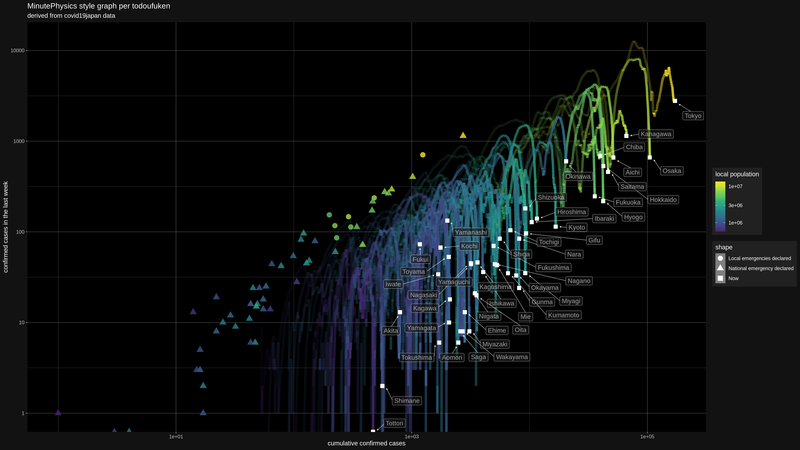 MinutePhysics style graph per todoufuken
derived from covid19japan data
confirmed cases in the last week
10000
1000
100
10
1
1e+01
1e+03
1e+05
cumulative confirmed cases
Tokyo
Kanagawa
Chiba
Osaka
Aichi
Okinawa
Saitama
Hokkaido
Shizuoka
Fukuoka
Hiroshima
Hyogo
Ibaraki
Kyoto
Yamanashi
Gifu
Tochigi
Kochi
Shiga
Nara
Fukui
Toyama
Fukushima
Iwate
Yamaguchi
Nagano
Kagoshima
Okayama
Nagasaki
Ishikawa
Gunma
Miyagi
Kagawa
Niigata
Mie
Kumamoto
Akita
Yamagata
Ehime
Oita
Miyazaki
Tokushima
Aomori
Saga
Wakayama
Shimane
Tottori
local population
1e+07
3e+06
1e+06
shape
Local emergencies declared
National emergency declared
Now